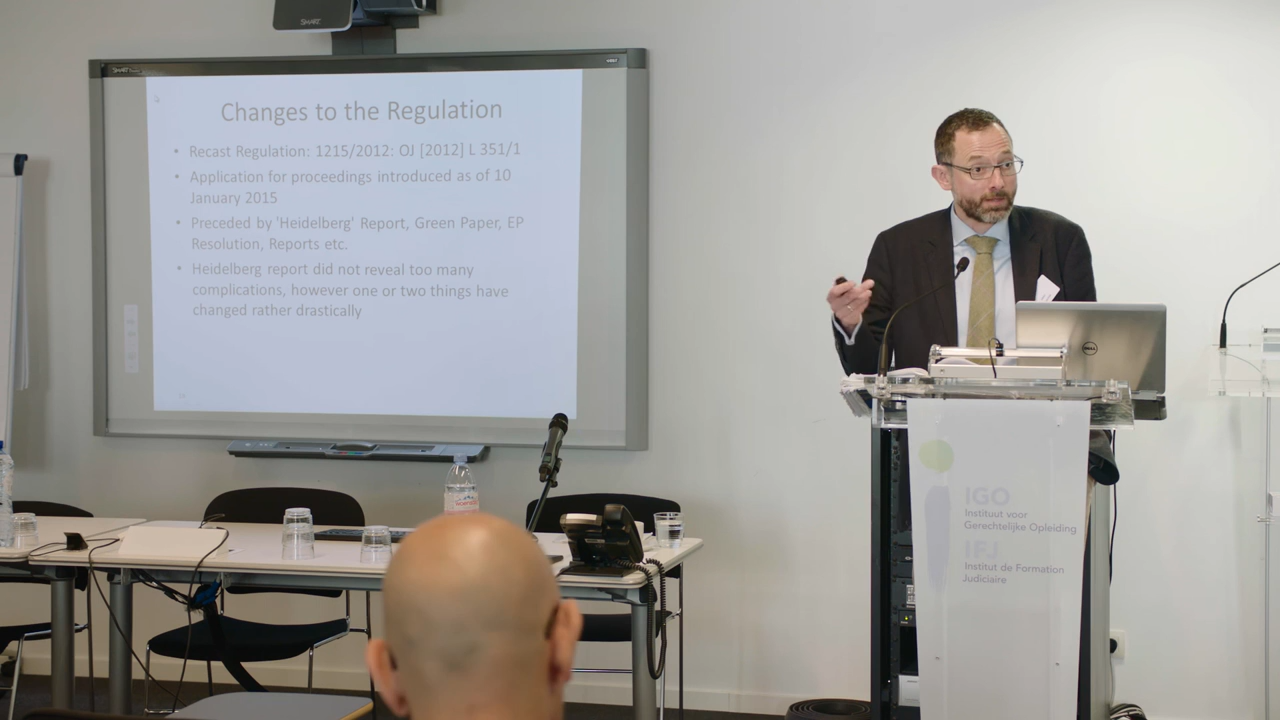 SMART
SMART
Changes to the Regulation
• Recast Regulation: 1215/2012: OJ [2012] L 351/1
• Application for proceedings introduced as of 10
January 2015
• Preceded by 'Heidelberg' Report, Green Paper, EP
Resolution, Reports etc.
• Heidelberg report did not reveal too many
complications, however one or two things have
changed rather drastically
DELL
IGO
Instituut voor
Gerechtelijke Opleiding
IFJ
Institut de Formation
Judiciaire